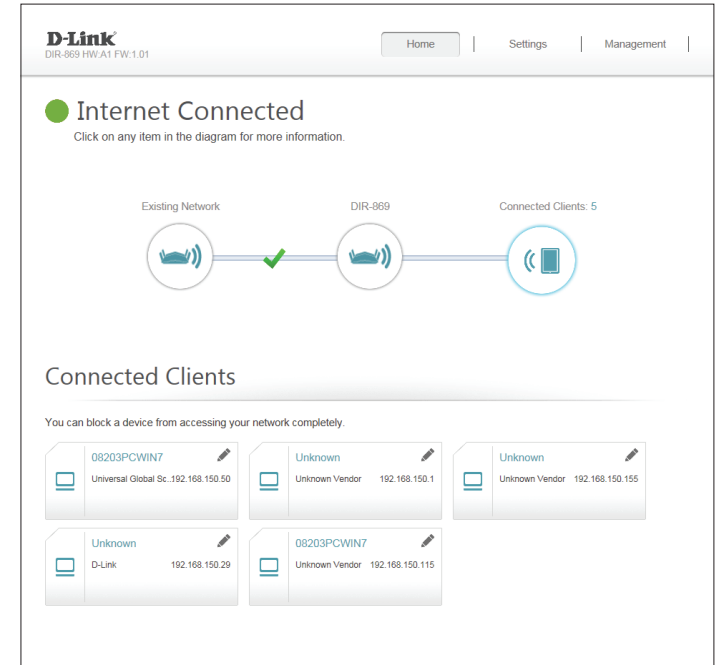 D-Link
DIR-869 HW:A1 FW:1.01
Home
Settings
Management
Internet Connected
Click on any item in the diagram for more information.
Existing Network
DIR-869
Connected Clients: 5
Connected Clients
You can block a device from accessing your network completely.
08203PCWIN7
Universal Global Sc..192.168.150.50
Unknown
Unknown Vendor 192.168.150.1
Unknown
Unknown Vendor 192.168.150.155
Unknown
D-Link 192.168.150.29
08203PCWIN7
Unknown Vendor 192.168.150.115